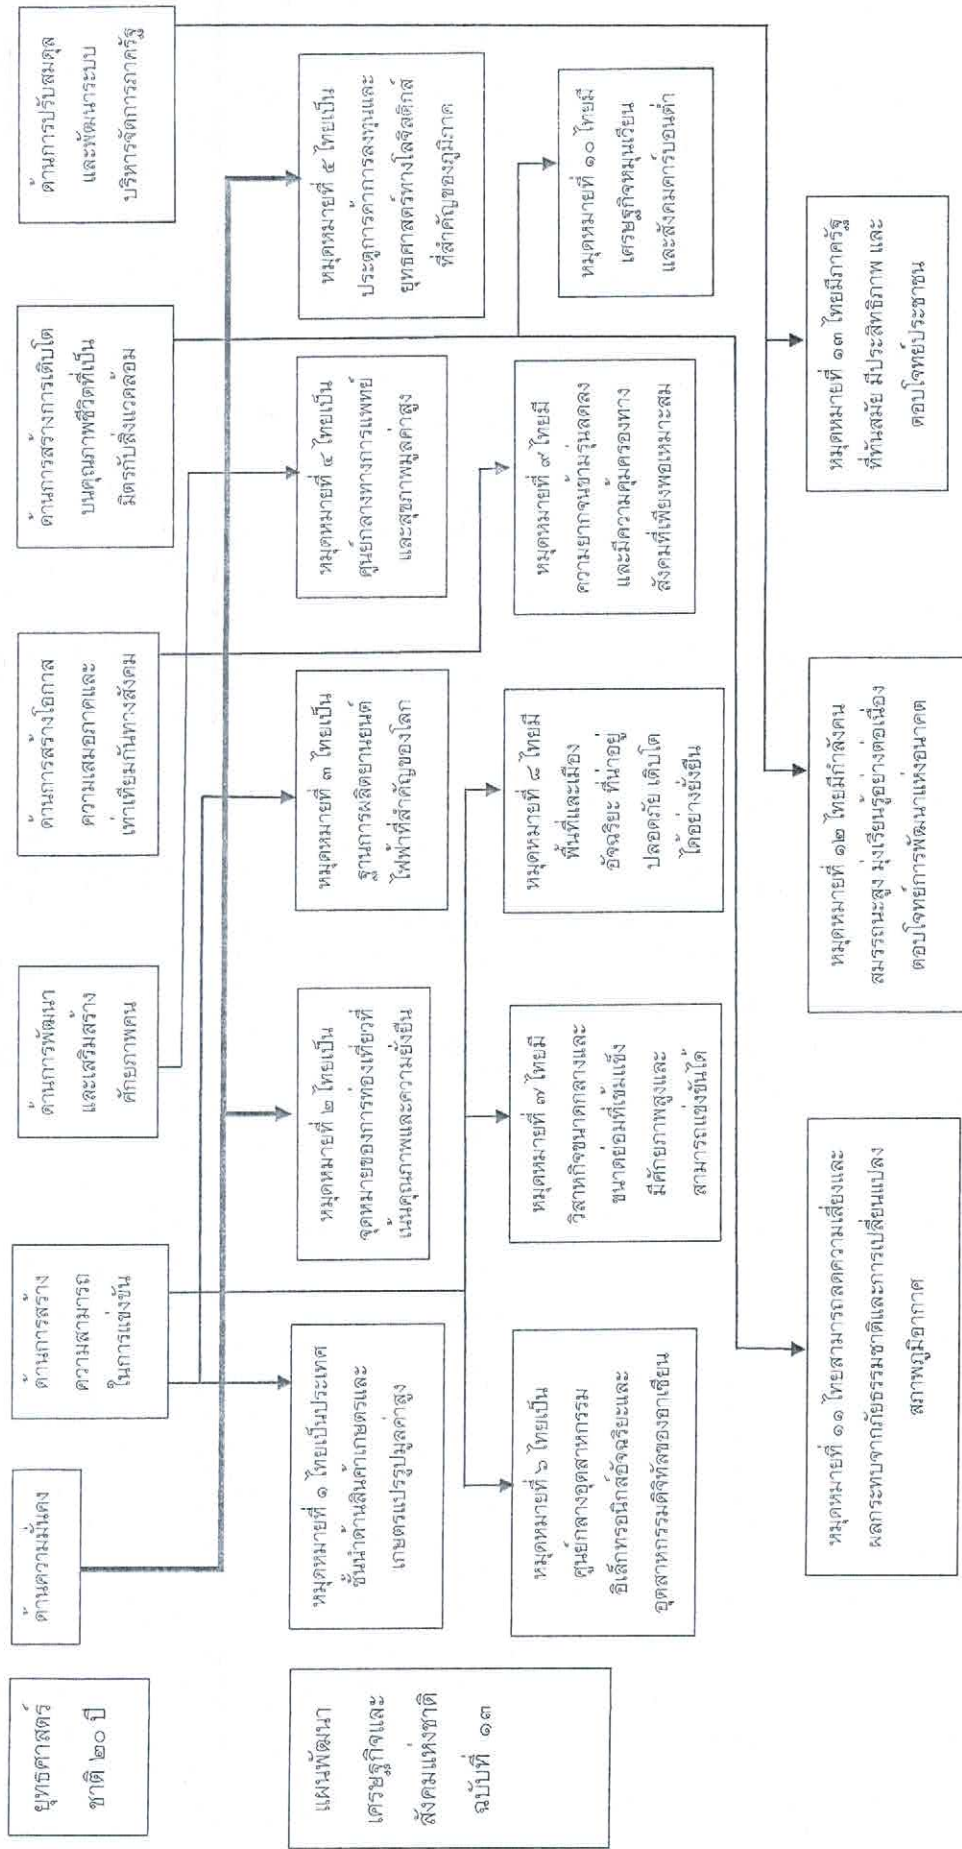 ยุทธศาสตร์
ชาติ ๒๐ ปี
ด้านความมั่นคง
ด้านการสร้าง
ความสามารถ
ในการแข่งขัน
ด้านการพัฒนา
และเสริมสร้าง
ศักยภาพคน
ด้านการสร้างโอกาส
ความเสมอภาคและ
เท่าเทียมกันทางสังคม
ด้านการสร้างการเติบโต
บนคุณภาพชีวิตที่เป็น
มิตรกับสิ่งแวดล้อม
ด้านการปรับสมดุล
และพัฒนาระบบ
บริหารจัดการภาครัฐ
แผนพัฒนา
เศรษฐกิจและ
สังคมแห่งชาติ
ฉบับที่ ๑๓
หมุดหมายที่ ๑ ไทยเป็นประเทศ
ชั้นนำด้านสินค้าเกษตรและ
เกษตรแปรรูปมูลค่าสูง
หมุดหมายที่ ๒ ไทยเป็น
จุดหมายของการท่องเที่ยวที่
เน้นคุณภาพและความยั่งยืน
หมุดหมายที่ ๓ ไทยเป็น
ฐานการผลิตยานยนต์
ไฟฟ้าที่สำคัญของโลก
หมุดหมายที่ ๔ ไทยเป็น
ศูนย์กลางทางการแพทย์
และสุขภาพมูลค่าสูง
หมุดหมายที่ ๕ ไทยเป็น
ประตูการค้าการลงทุนและ
ยุทธศาสตร์ทางโลจิสติกส์
ที่สำคัญของภูมิภาค
หมุดหมายที่ ๖ ไทยเป็น
ศูนย์กลางอุตสาหกรรม
อิเล็กทรอนิกส์อัจฉริยะและ
อุตสาหกรรมดิจิทัลของอาเซียน
หมุดหมายที่ ๗ ไทยมี
วิสาหกิจขนาดกลางและ
ขนาดย่อมที่เข้มแข็ง
มีศักยภาพสูงและ
สามารถแข่งขันได้
หมุดหมายที่ ๘ ไทยมี
พื้นที่และเมือง
อัจฉริยะ ที่น่าอยู่
ปลอดภัย เติบโต
ได้อย่างยั่งยืน
หมุดหมายที่ ๙ ไทยมี
ความยากจนข้ามรุ่นลดลง
และมีความคุ้มครองทาง
สังคมที่เพียงพอเหมาะสม
หมุดหมายที่ ๑๐ ไทยมี
เศรษฐกิจหมุนเวียน
และสังคมคาร์บอนต่ำ
หมุดหมายที่ ๑๑ ไทยสามารถลดความเสี่ยงและ
ผลกระทบจากภัยธรรมชาติและการเปลี่ยนแปลง
สภาพภูมิอากาศ
หมุดหมายที่ ๑๒ ไทยมีกำลังคน
สมรรถนะสูง มุ่งเรียนรู้อย่างต่อเนื่อง
ตอบโจทย์การพัฒนาแห่งอนาคต
หมุดหมายที่ ๑๓ ไทยมีภาครัฐ
ที่ทันสมัย มีประสิทธิภาพ และ
ตอบโจทย์ประชาชน